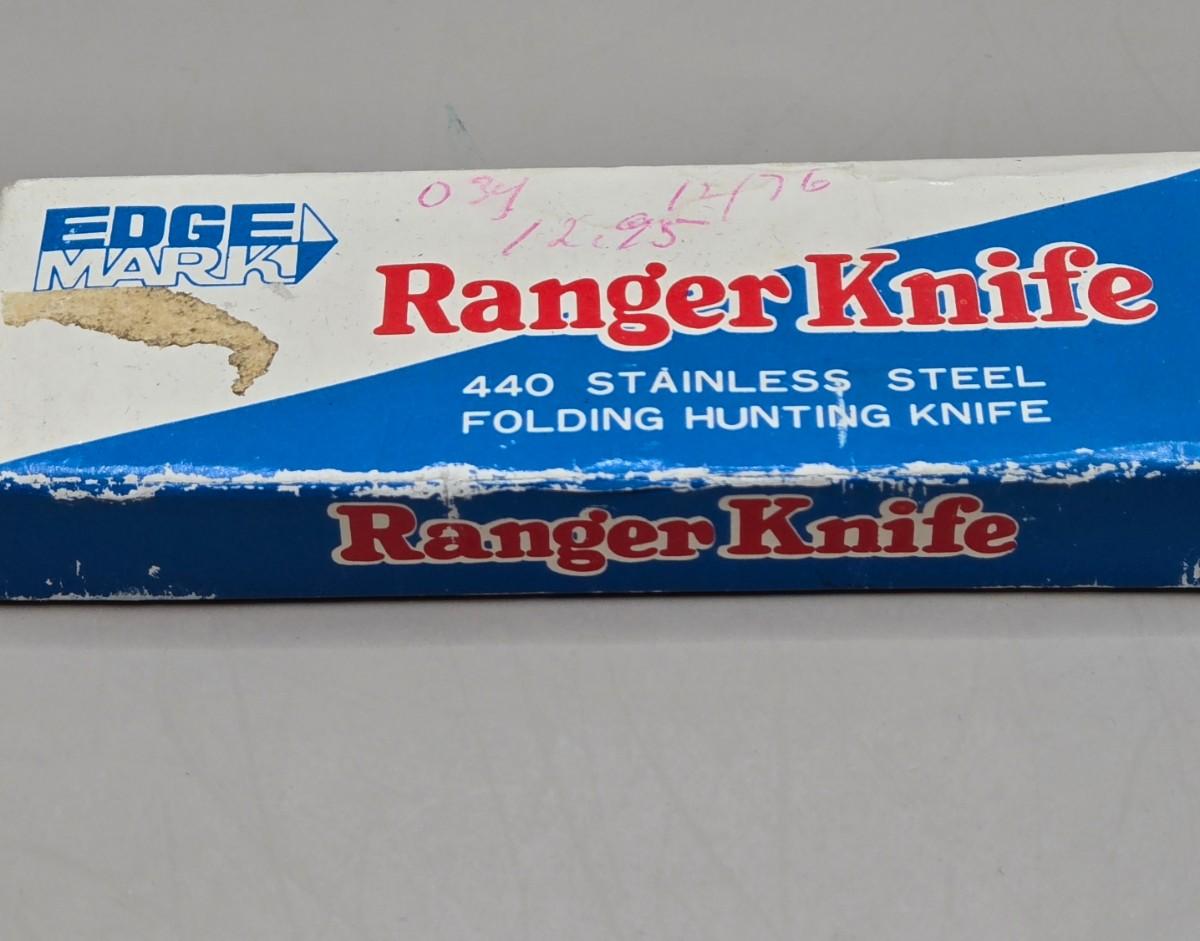 EDGE
MARK
034 12/76
12.95
Ranger Knife
440 STAINLESS STEEL
FOLDING HUNTING KNIFE
Ranger Knife